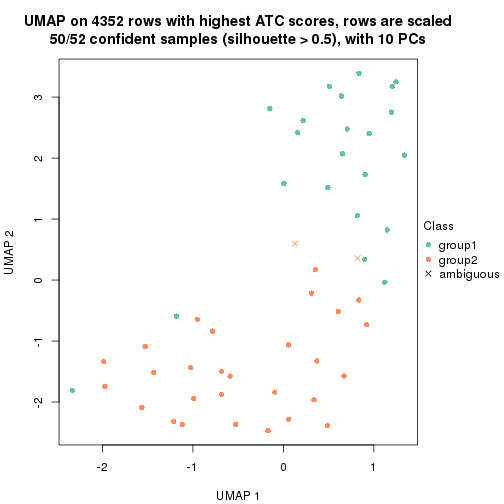 UMAP on 4352 rows with highest ATC scores, rows are scaled
50/52 confident samples (silhouette > 0.5), with 10 PCs
3
2
1
0
-1
-2
UMAP 2
-2
-1
0
1
UMAP 1
Class
group1
group2
ambiguous